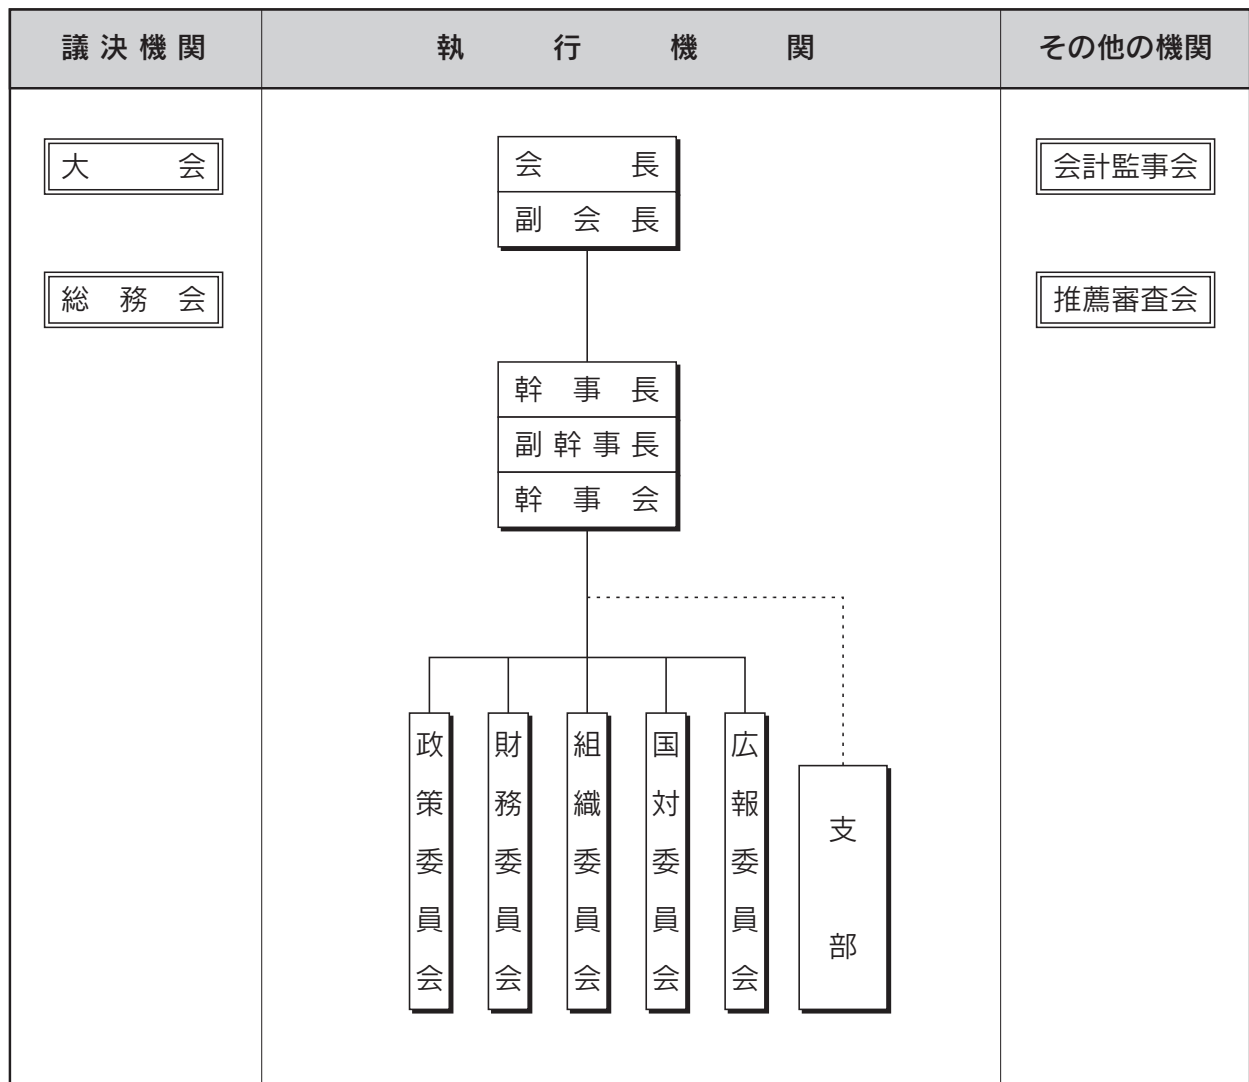 議決機関
執行機関
その他の機関
大会
総務会
会長
副会長
幹事長
副幹事長
幹事会
政策委員会
財務委員会
組織委員会
国対委員会
広報委員会
支部
会計監事会
推薦審査会